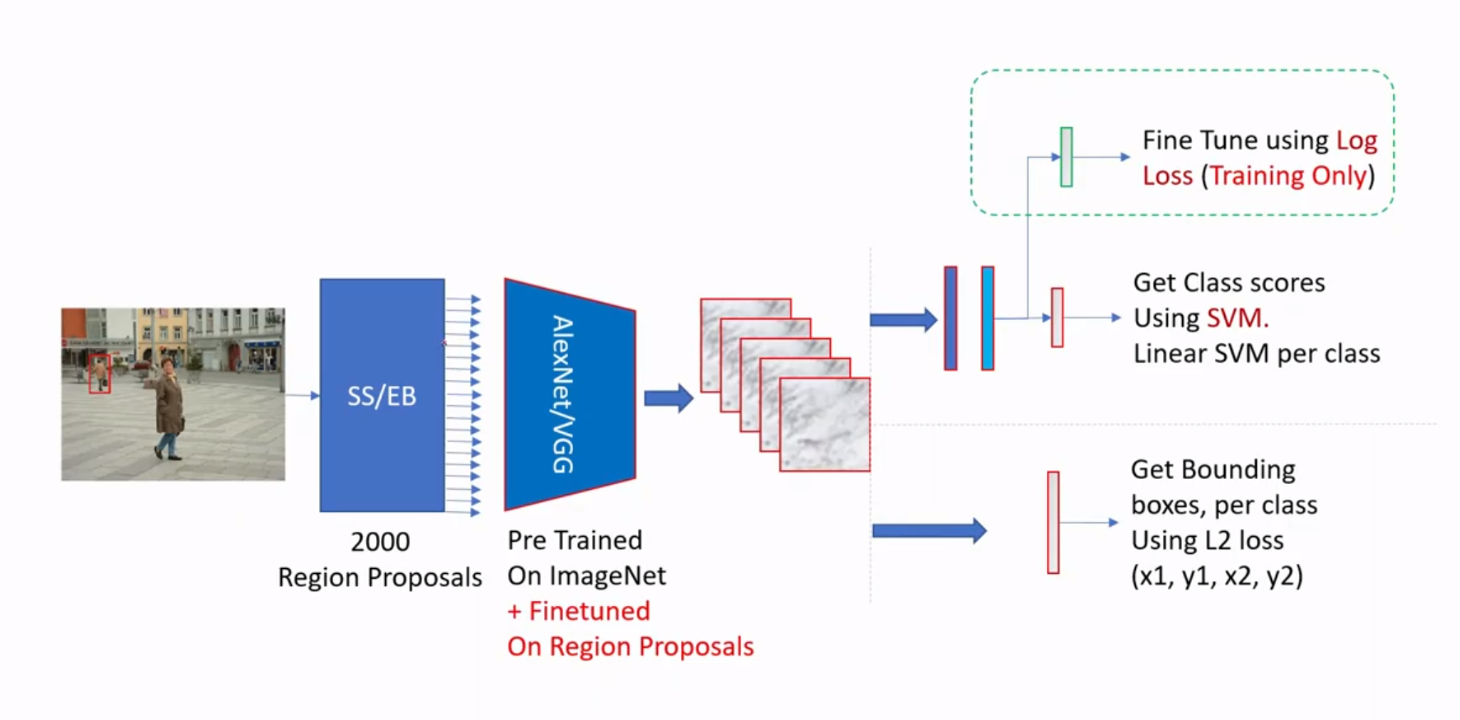 Fine Tune using Log
Loss (Training Only)
Get Class scores
Using SVM.
Linear SVM per class
SS/EB
AlexNet/VGG
2000
Region Proposals
Pre Trained
On ImageNet
+ Finetuned
On Region Proposals
Get Bounding
boxes, per class
Using L2 loss
(x1, y1, x2, y2)